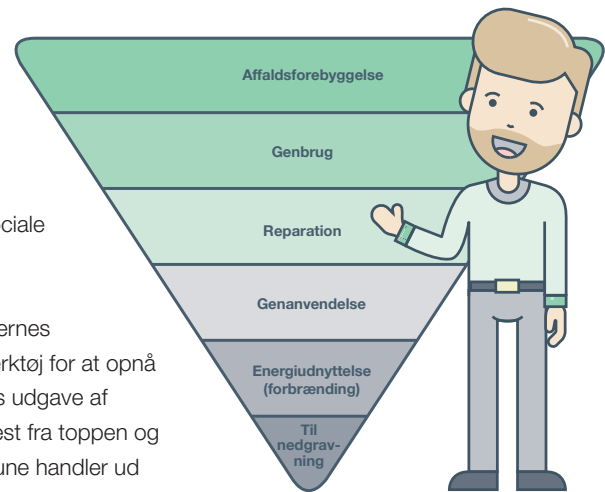 Affaldsforebyggelse
Genbrug
Reparation
Genanvendelse
Energiudnyttelse
(forbrænding)
Til
nedgrav-
ning
ciale
ernes
rktøj for at opnå
s udgave af
est fra toppen og
une handler ud